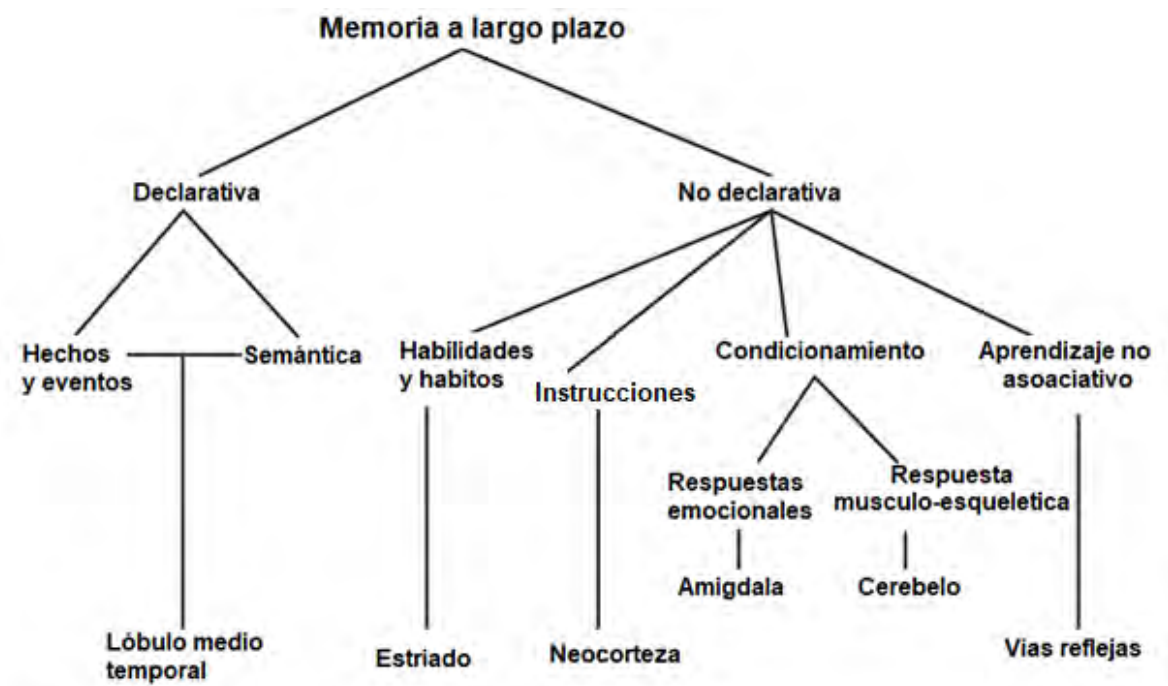 Memoria a largo plazo
Declarativa
No declarativa
Hechos
y eventos
Semántica
Habilidades
y habitos
Instrucciones
Condicionamiento
Aprendizaje no
asoaciativo
Respuestas
emocionales
Respuesta
musculo-esqueletica
Amigdala
Cerebelo
Lóbulo medio
temporal
Estriado
Neocorteza
Vias reflejas